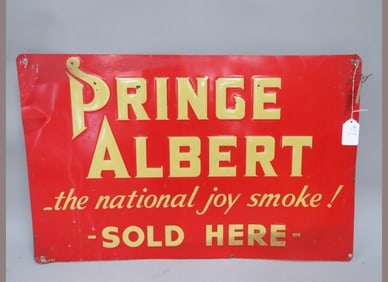 PRINCE
ALBERT
...the national joy smoke!
- SOLD HERE -